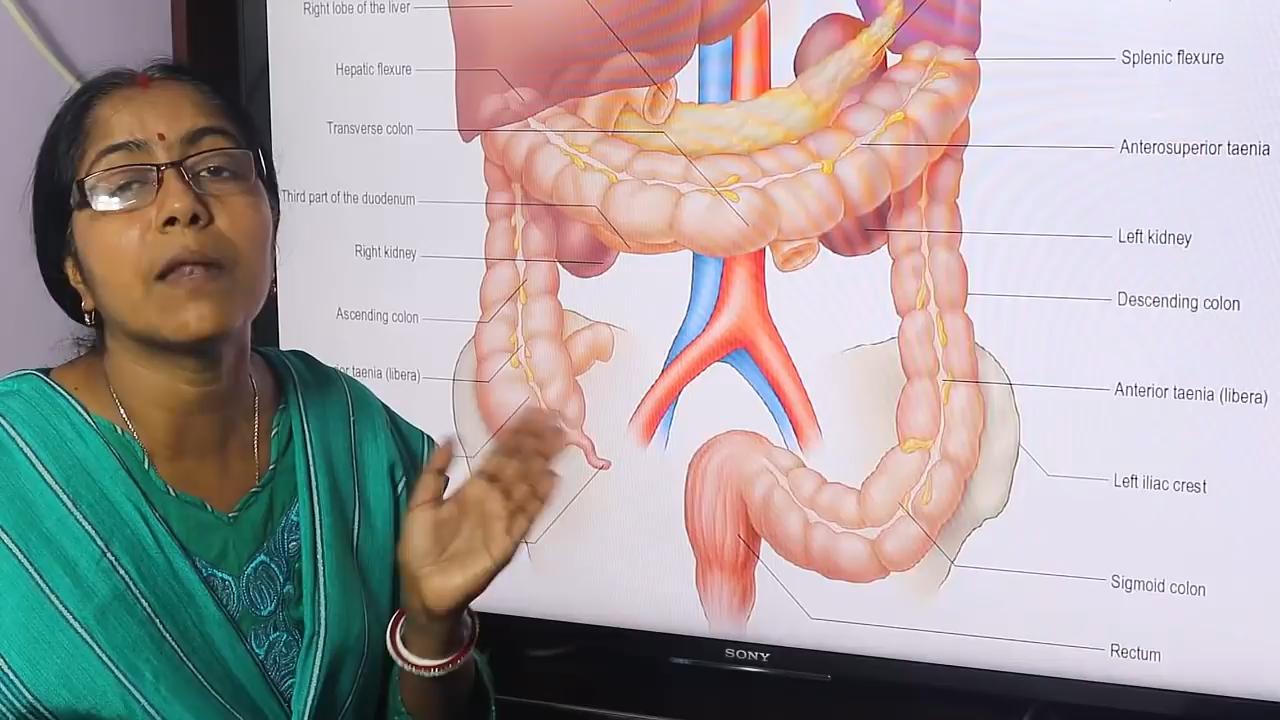 Right lobe of the liver
Hepatic flexure
Transverse colon
Third part of the duodenum
Right kidney
Ascending colon
taenia (libera)
Splenic flexure
Anterosuperior taenia
Left kidney
Descending colon
Anterior taenia (libera)
Left iliac crest
Sigmoid colon
Rectum
SONY